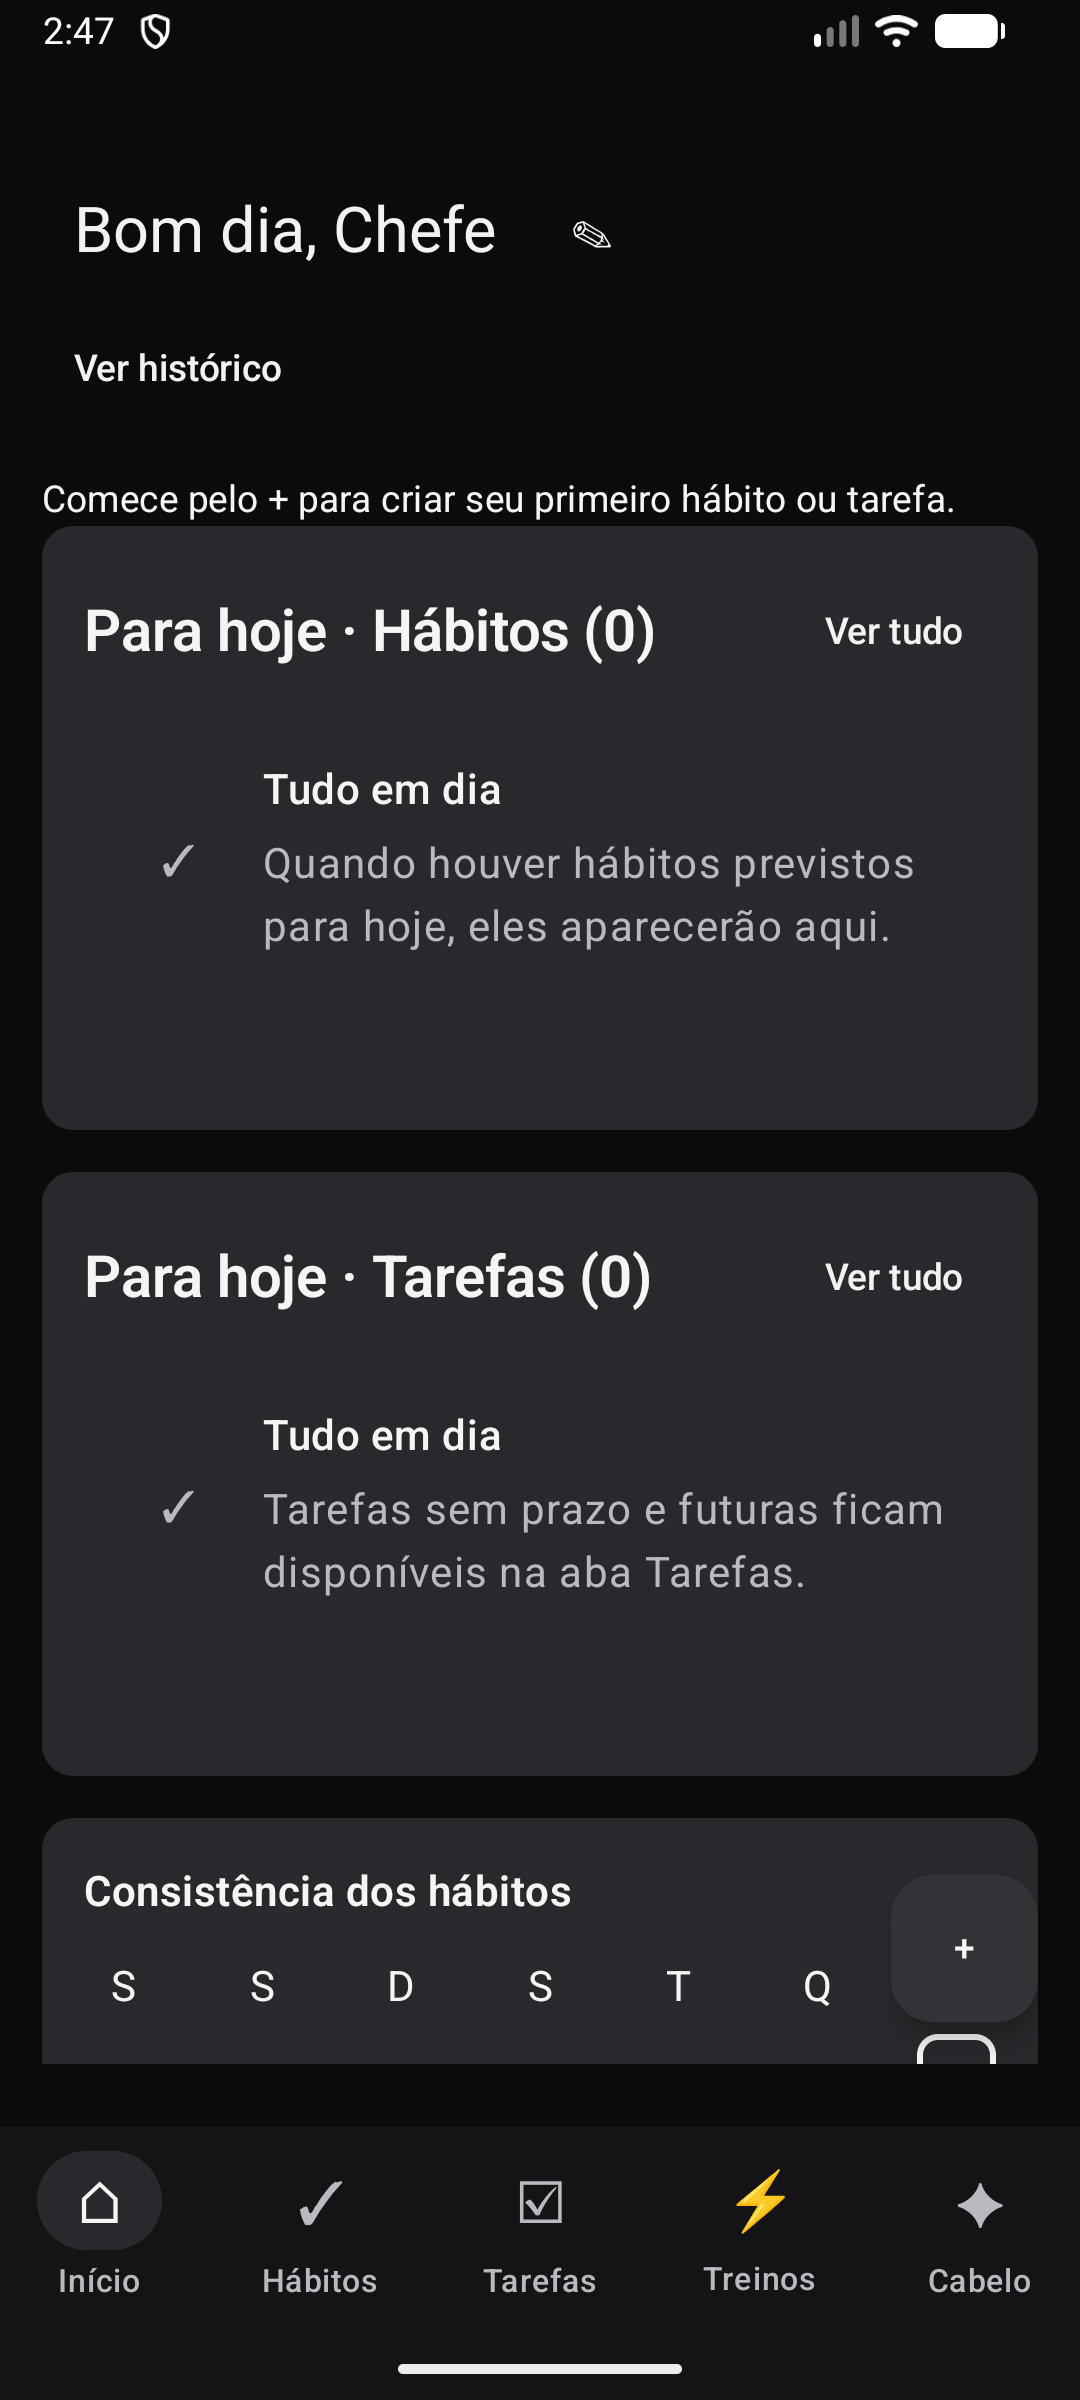 2:47
Bom dia, Chefe ✎
Ver histórico
Comece pelo + para criar seu primeiro hábito ou tarefa.
Para hoje · Hábitos (0)
Ver tudo
Tudo em dia
✓ Quando houver hábitos previstos
para hoje, eles aparecerão aqui.
Para hoje · Tarefas (0)
Ver tudo
Tudo em dia
✓ Tarefas sem prazo e futuras ficam
disponíveis na aba Tarefas.
Consistência dos hábitos
+
S S D S T Q
Início Hábitos Tarefas Treinos Cabelo